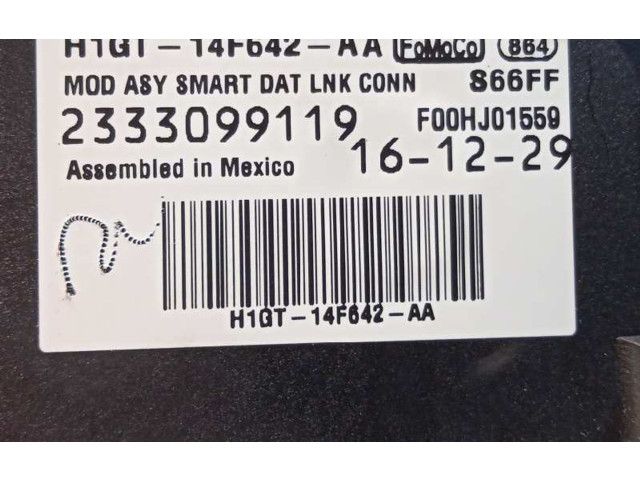 H1GT-14F642-AA FoMoCo 864
MOD ASY SMART DAT LNK CONN S66FF
2333099119 F00HJ01559
Assembled in Mexico 16-12-29
H1GT-14F642-AA